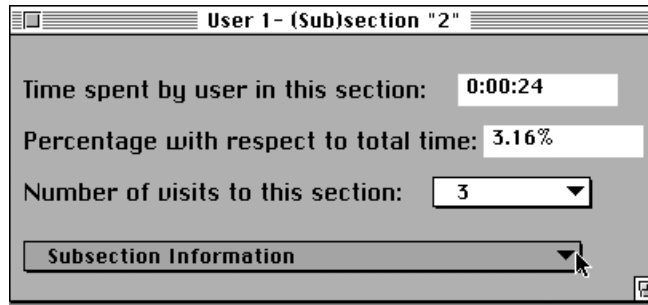 User 1- (Sub)section "2"
Time spent by user in this section: 0:00:24
Percentage with respect to total time: 3.16%
Number of visits to this section: 3
Subsection Information